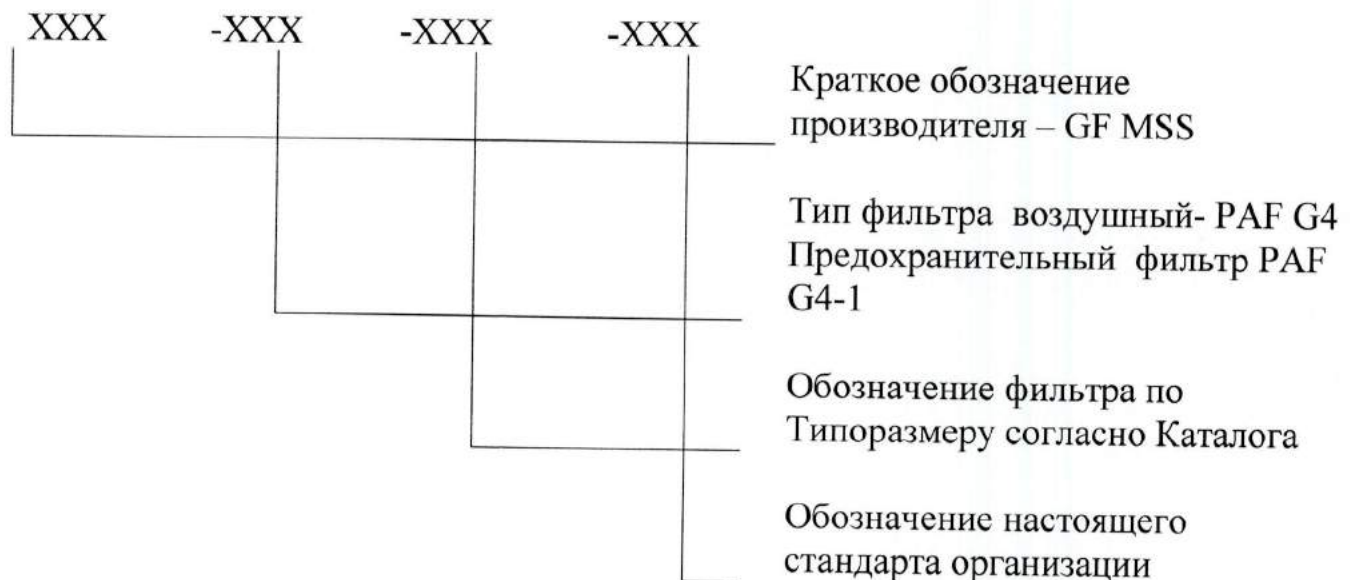 XXX -XXX -XXX -XXX
Краткое обозначение
производителя – GF MSS
Тип фильтра воздушный- PAF G4
Предохранительный фильтр PAF
G4-1
Обозначение фильтра по
Типоразмеру согласно Каталога
Обозначение настоящего
стандарта организации